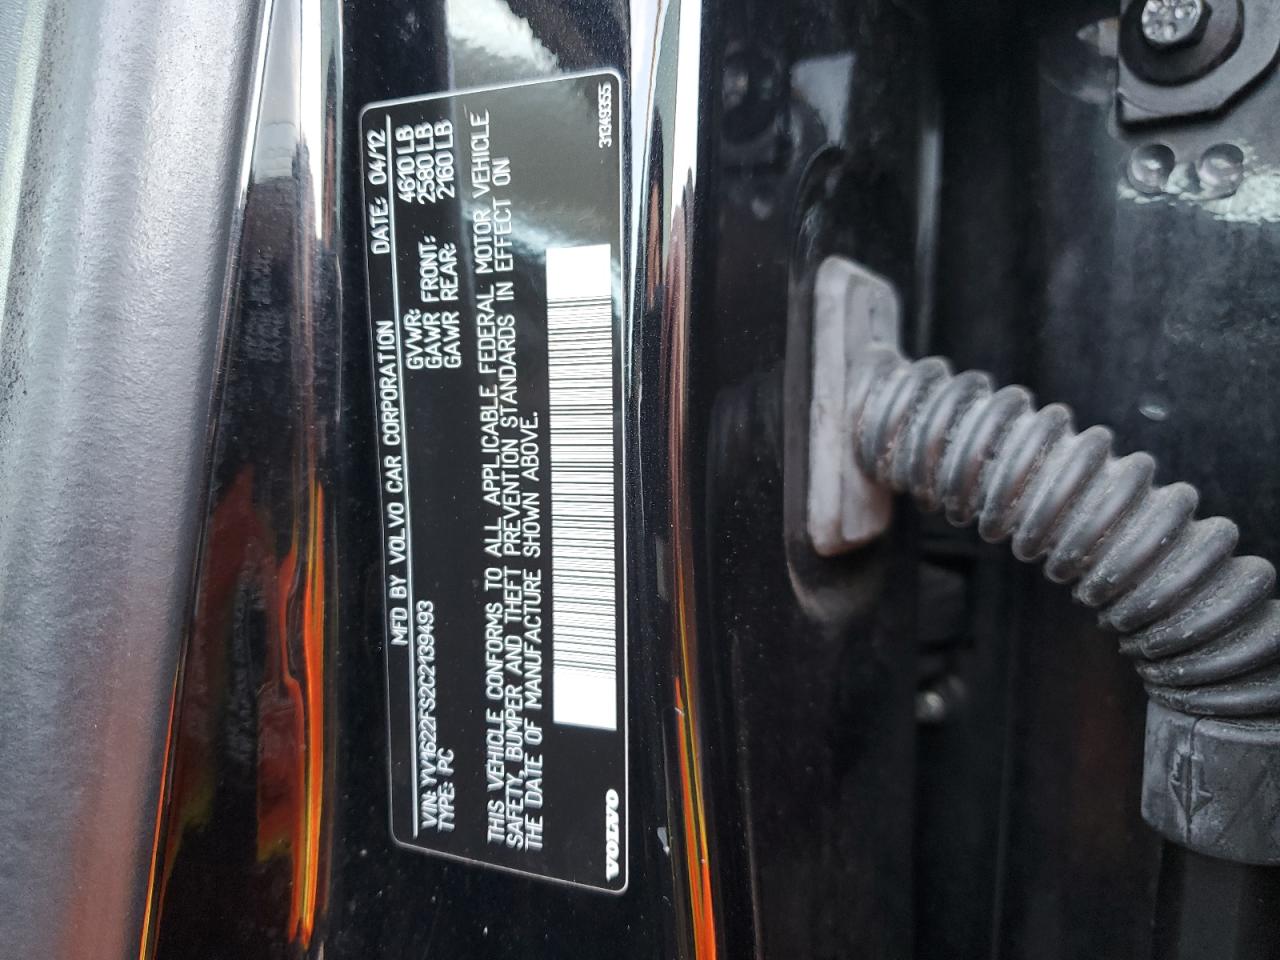 MFD BY VOLVO CAR CORPORATION DATE: 04/12
GVWR: 4610 LB
GAWR FRONT: 2580 LB
GAWR REAR: 2160 LB
VIN: YV1622FS2C2139493
TYPE: PC
THIS VEHICLE CONFORMS TO ALL APPLICABLE FEDERAL MOTOR VEHICLE
SAFETY, BUMPER AND THEFT PREVENTION STANDARDS IN EFFECT ON
THE DATE OF MANUFACTURE SHOWN ABOVE.
VOLVO
31349355